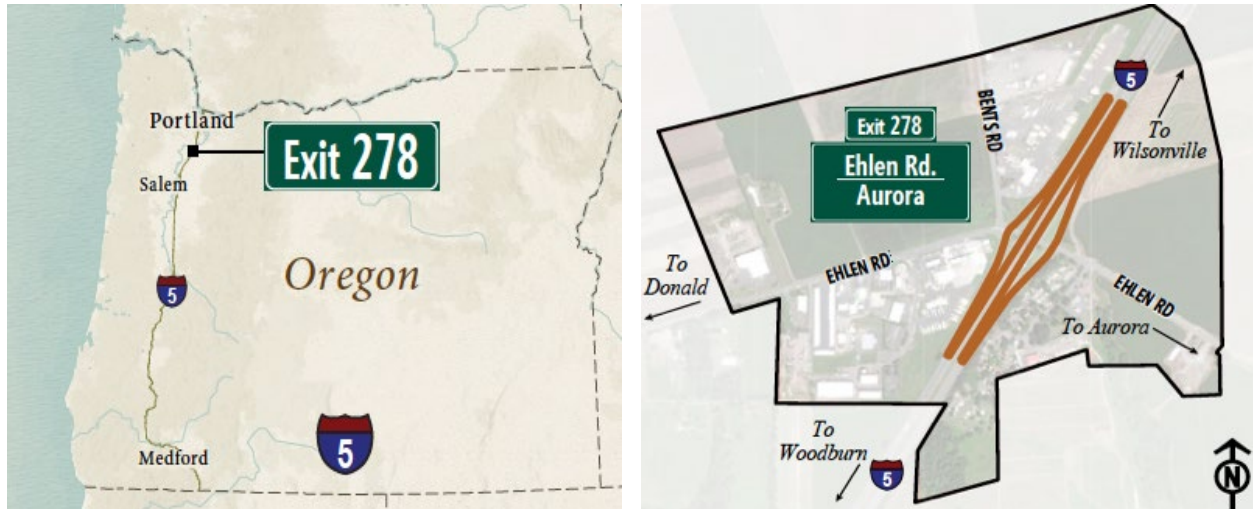 Portland
Exit 278
Salem
Oregon
5
Medford
5
5
Exit 278
Ehlen Rd.
Aurora
BENTS RD
To
Wilsonville
To
Donald
EHLEN RD
EHLEN RD
To Aurora
To
Woodburn
5
N